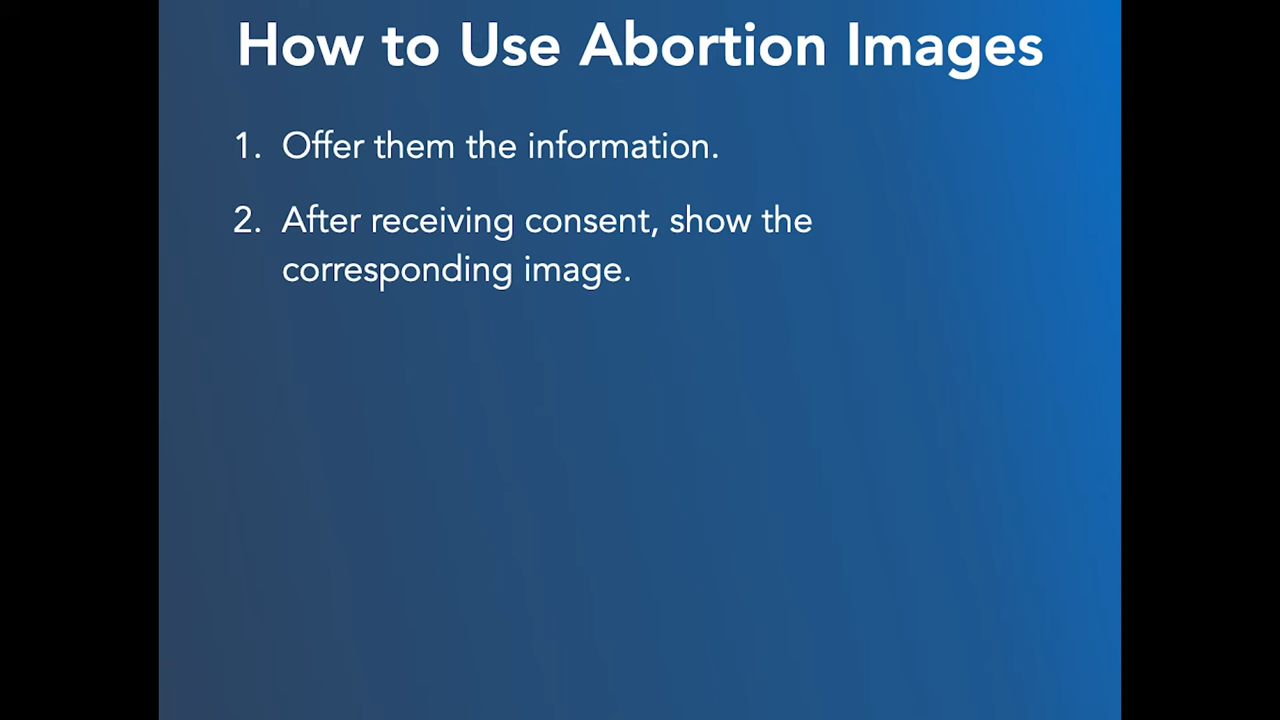 How to Use Abortion Images
1. Offer them the information.
2. After receiving consent, show the
corresponding image.